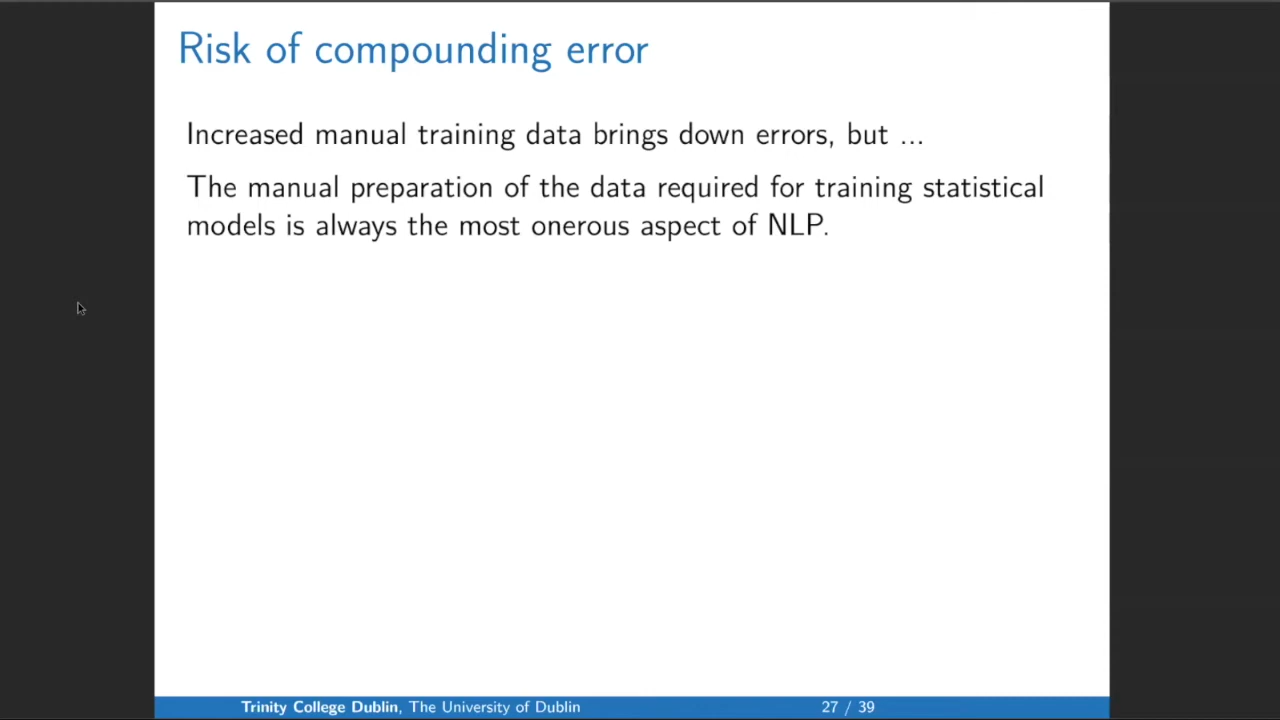 Risk of compounding error
Increased manual training data brings down errors, but ...
The manual preparation of the data required for training statistical
models is always the most onerous aspect of NLP.
Trinity College Dublin, The University of Dublin 27 / 39